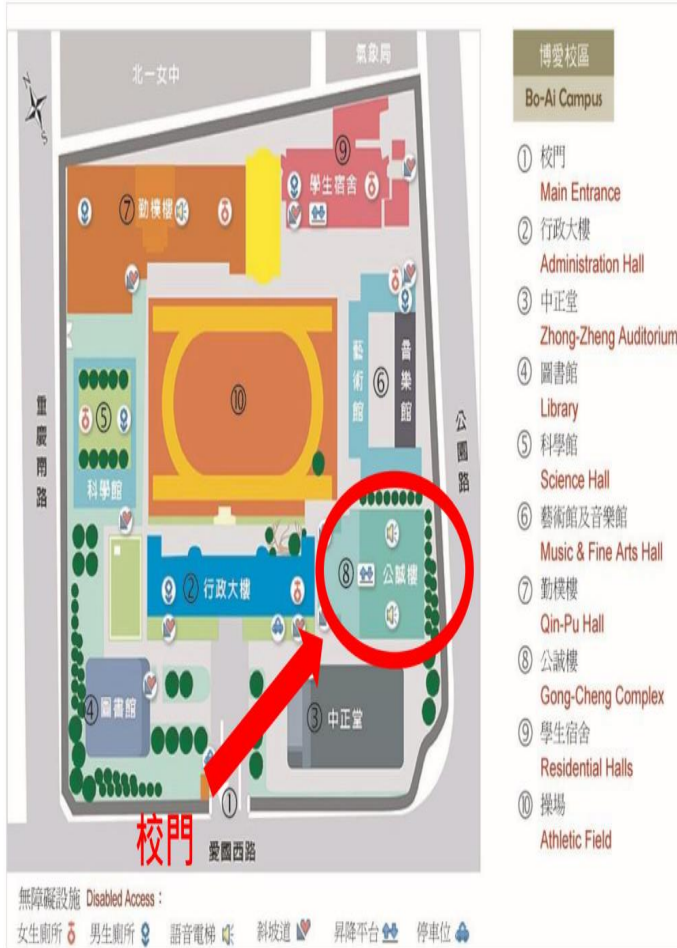 北一女中
氣象局
N
S
⑨
學生宿舍
⑦ 勤樸樓
藝術館
音樂館
⑥
⑩
⑤
科學館
重慶南路
公園路
⑧ 公誠樓
② 行政大樓
④ 圖書館
③ 中正堂
①
校門
愛國西路
博愛校區
Bo-Ai Campus
① 校門
Main Entrance
② 行政大樓
Administration Hall
③ 中正堂
Zhong-Zheng Auditorium
④ 圖書館
Library
⑤ 科學館
Science Hall
⑥ 藝術館及音樂館
Music & Fine Arts Hall
⑦ 勤樸樓
Qin-Pu Hall
⑧ 公誠樓
Gong-Cheng Complex
⑨ 學生宿舍
Residential Halls
⑩ 操場
Athletic Field
無障礙設施 Disabled Access：
女生廁所 男生廁所 語音電梯 斜坡道 昇降平台 停車位